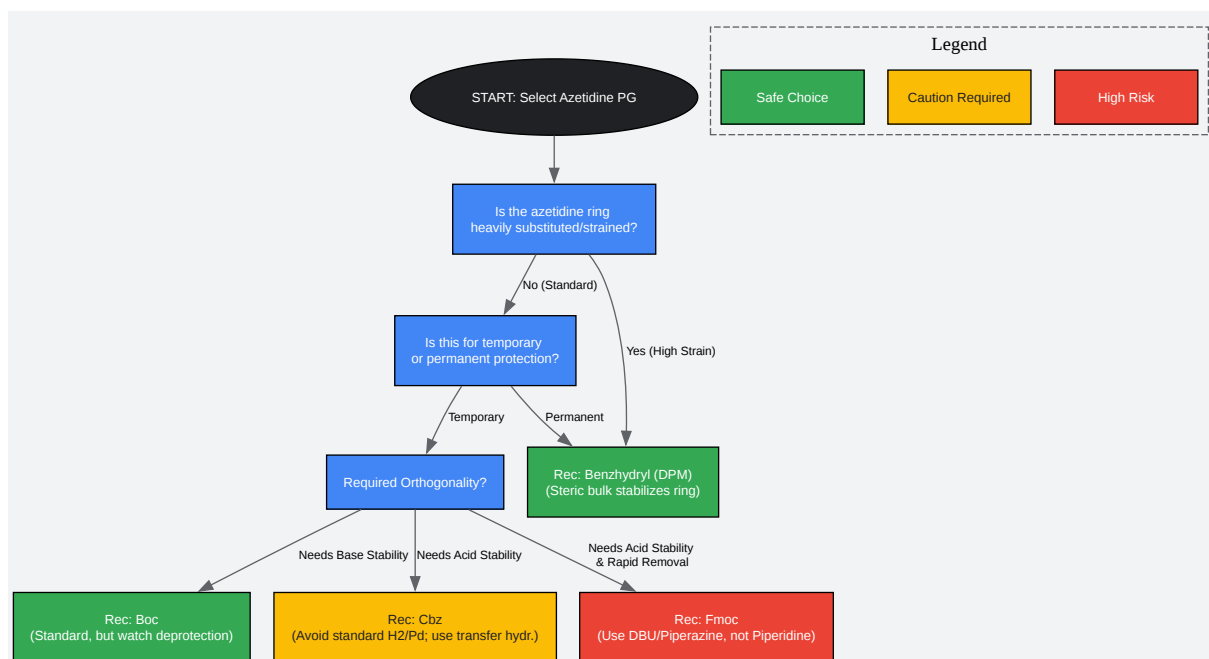 Legend
Safe Choice
Caution Required
High Risk
START: Select Azetidine PG
Is the azetidine ring
heavily substituted/strained?
No (Standard)
Yes (High Strain)
Is this for temporary
or permanent protection?
Temporary
Permanent
Required Orthogonality?
Rec: Benzhydryl (DPM)
(Steric bulk stabilizes ring)
Needs Base Stability
Needs Acid Stability
Needs Acid Stability
& Rapid Removal
Rec: Boc
(Standard, but watch deprotection)
Rec: Cbz
(Avoid standard H2/Pd; use transfer hydr.)
Rec: Fmoc
(Use DBU/Piperazine, not Piperidine)